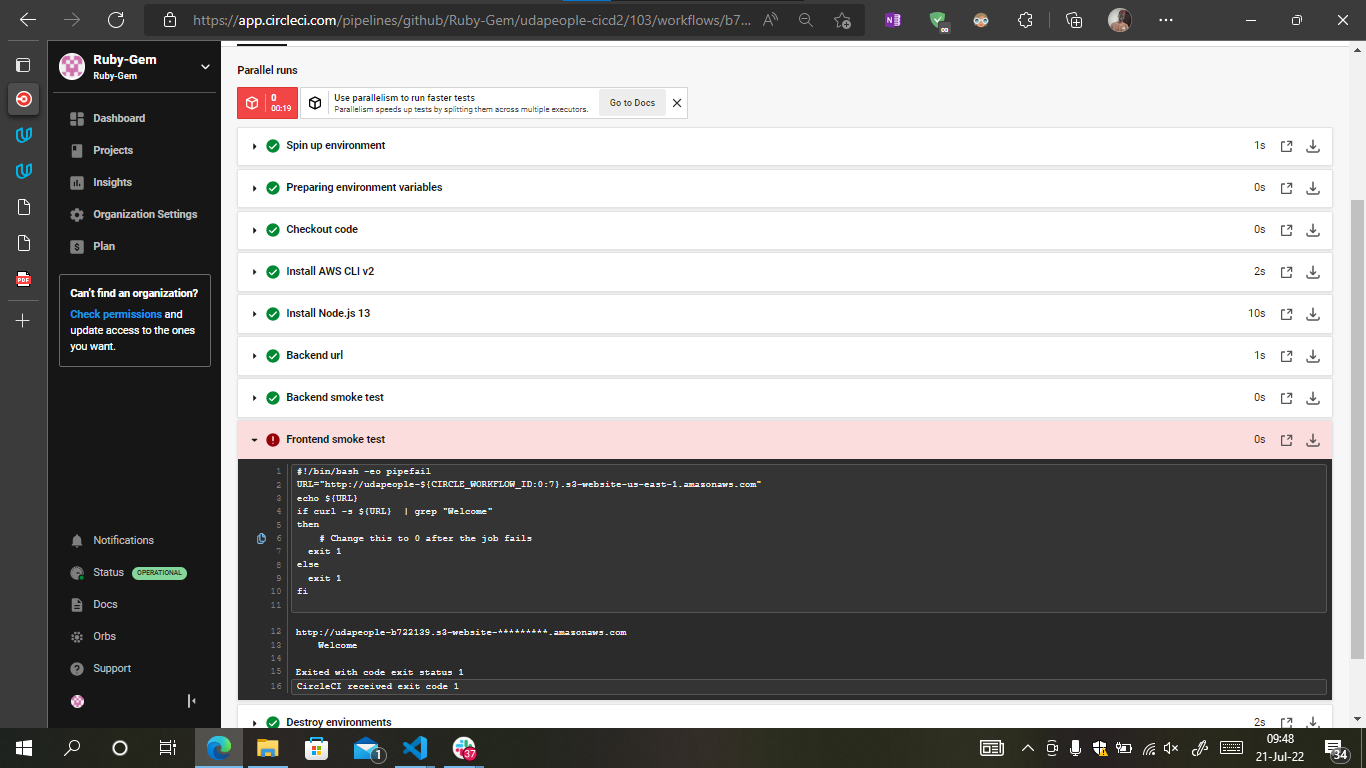 https://app.circleci.com/pipelines/github/Ruby-Gem/udapeople-cicd2/103/workflows/b7...
Ruby-Gem
Ruby-Gem
Dashboard
Projects
Insights
Organization Settings
Plan
Can't find an organization?
Check permissions and
update access to the ones
you want.
Notifications
Status OPERATIONAL
Docs
Orbs
Support
Parallel runs
0
00:19
Use parallelism to run faster tests
Parallelism speeds up tests by splitting them across multiple executors.
Go to Docs
Spin up environment 1s
Preparing environment variables 0s
Checkout code 0s
Install AWS CLI v2 2s
Install Node.js 13 10s
Backend url 1s
Backend smoke test 0s
Frontend smoke test 0s
1 #!/bin/bash -eo pipefail
2 URL="http://udapeople-${CIRCLE_WORKFLOW_ID:0:7}.s3-website-us-east-1.amazonaws.com"
3 echo ${URL}
4 if curl -s ${URL}  | grep "Welcome"
5 then
6 # Change this to 0 after the job fails
7 exit 1
8 else
9 exit 1
10 fi
11
12 http://udapeople-b722139.s3-website-*********.amazonaws.com
13 Welcome
14
15 Exited with code exit status 1
16 CircleCI received exit code 1
Destroy environments 2s
PDF
1
37
09:48
21-Jul-22
34